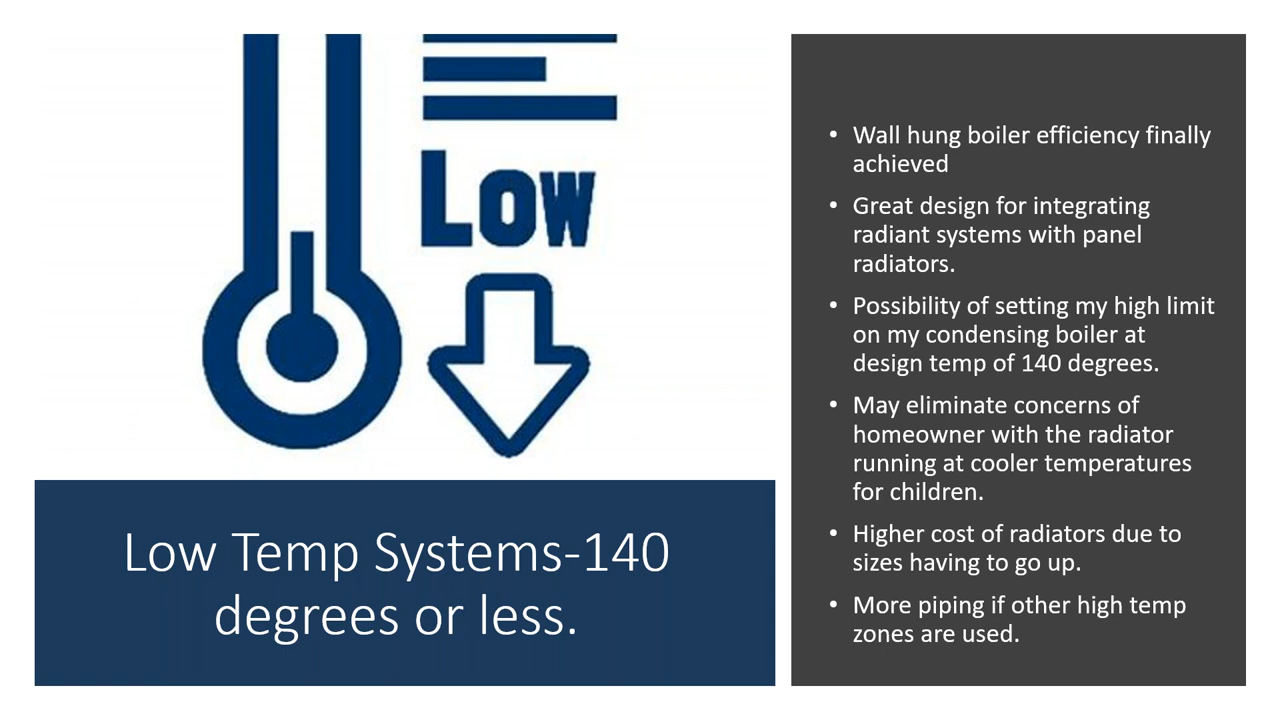 Low
Low Temp Systems-140
degrees or less.
• Wall hung boiler efficiency finally
achieved
• Great design for integrating
radiant systems with panel
radiators.
• Possibility of setting my high limit
on my condensing boiler at
design temp of 140 degrees.
• May eliminate concerns of
homeowner with the radiator
running at cooler temperatures
for children.
• Higher cost of radiators due to
sizes having to go up.
• More piping if other high temp
zones are used.